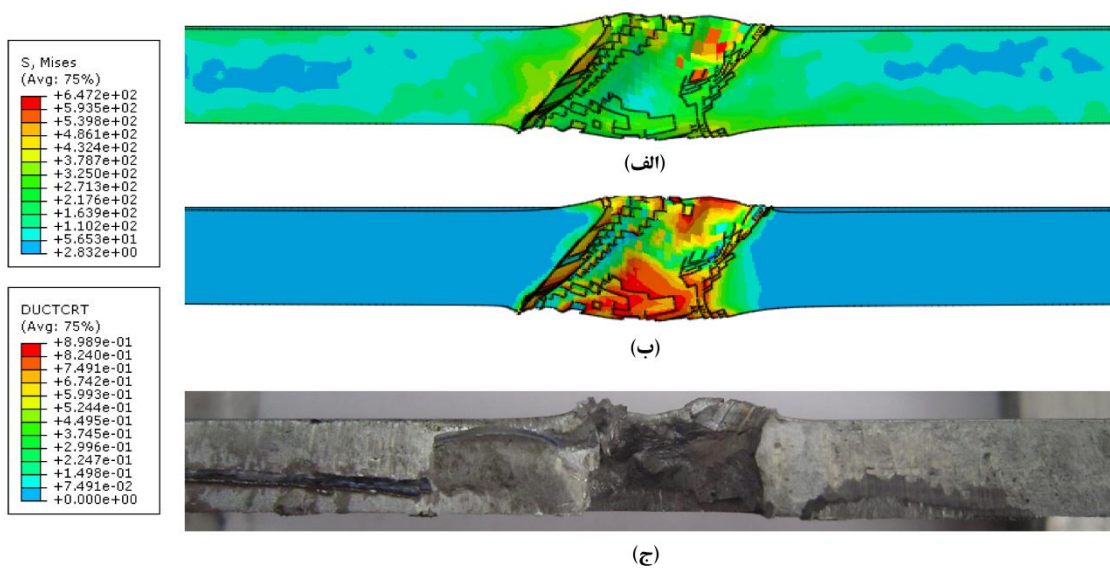 S, Mises
(Avg: 75%)
+6.472e+02
+5.935e+02
+5.398e+02
+4.861e+02
+4.324e+02
+3.787e+02
+3.250e+02
+2.713e+02
+2.176e+02
+1.639e+02
+1.102e+02
+5.653e+01
+2.832e+00
(الف)
DUCTCRT
(Avg: 75%)
+8.989e-01
+8.240e-01
+7.491e-01
+6.742e-01
+5.993e-01
+5.244e-01
+4.495e-01
+3.745e-01
+2.996e-01
+2.247e-01
+1.498e-01
+7.491e-02
+0.000e+00
(ب)
(ج)